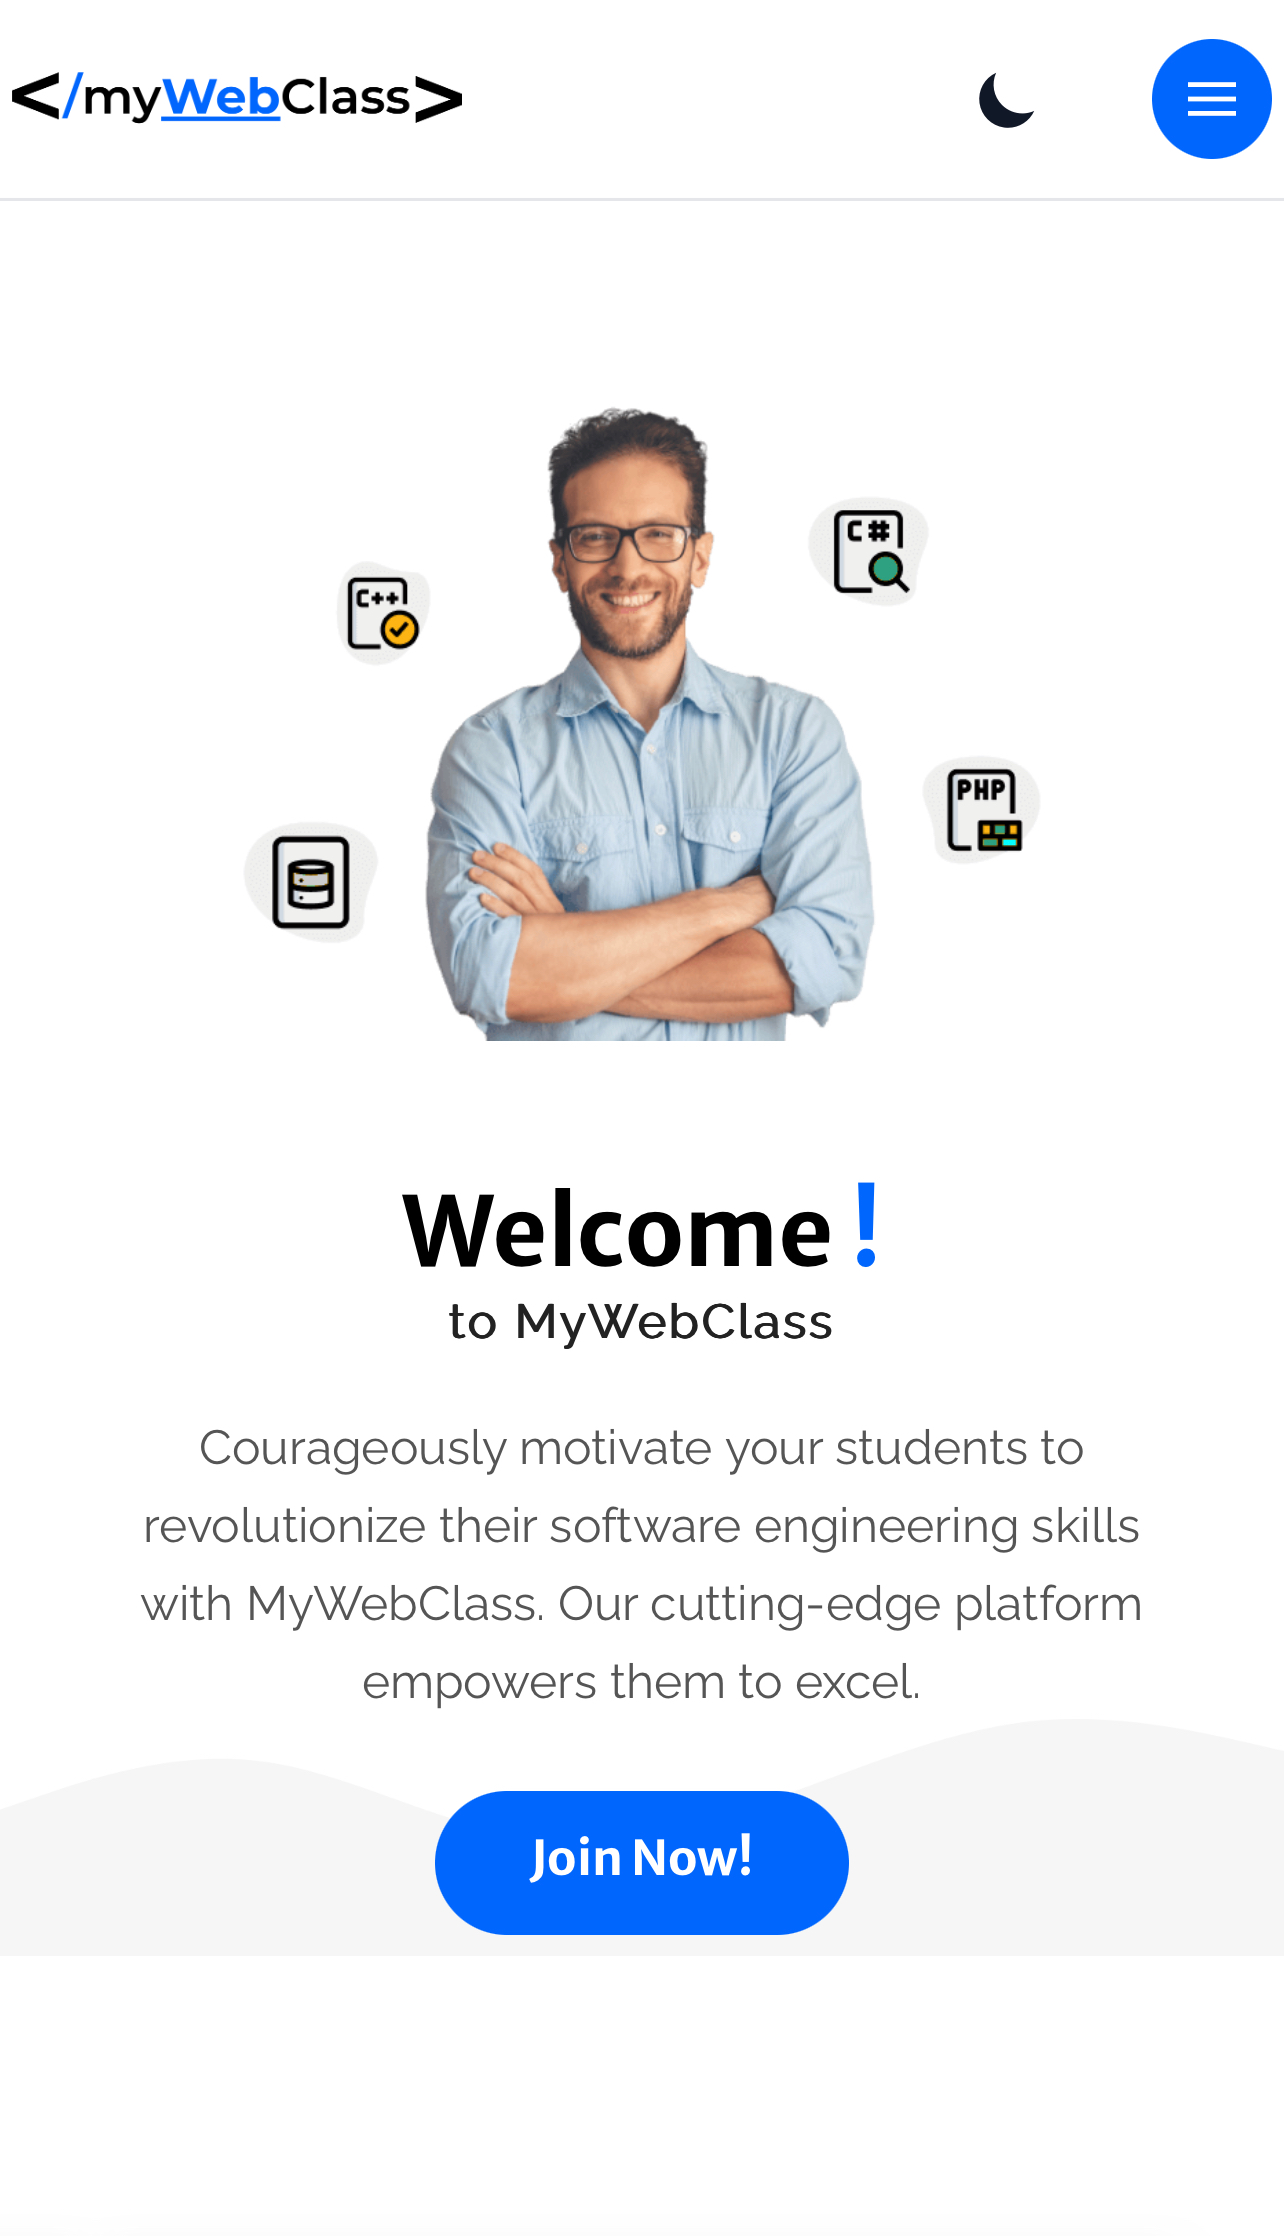 </myWebClass>
C++
C#
PHP
Welcome!
to MyWebClass
Courageously motivate your students to
revolutionize their software engineering skills
with MyWebClass. Our cutting-edge platform
empowers them to excel.
Join Now!